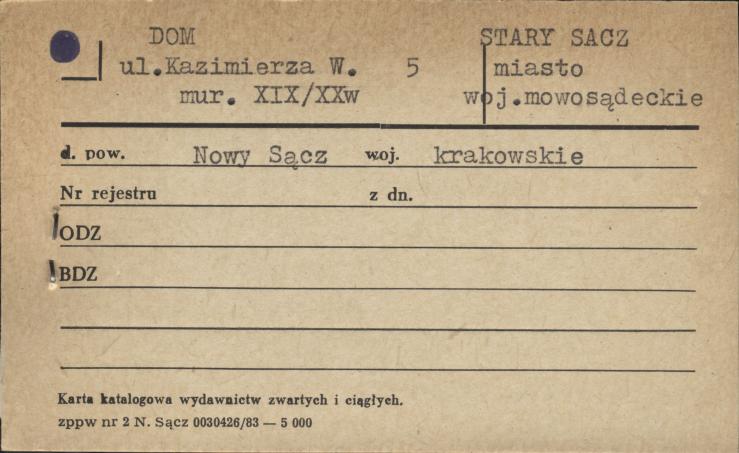 DOM STARY SACZ
ul.Kazimierza W. 5 miasto
mur. XIX/XXw woj.mowosądeckie
d. pow. Nowy Sącz woj. krakowskie
Nr rejestru z dn.
ODZ
BDZ
Karta katalogowa wydawnictw zwartych i ciągłych.
zppw nr 2 N. Sącz 0030426/83 — 5 000